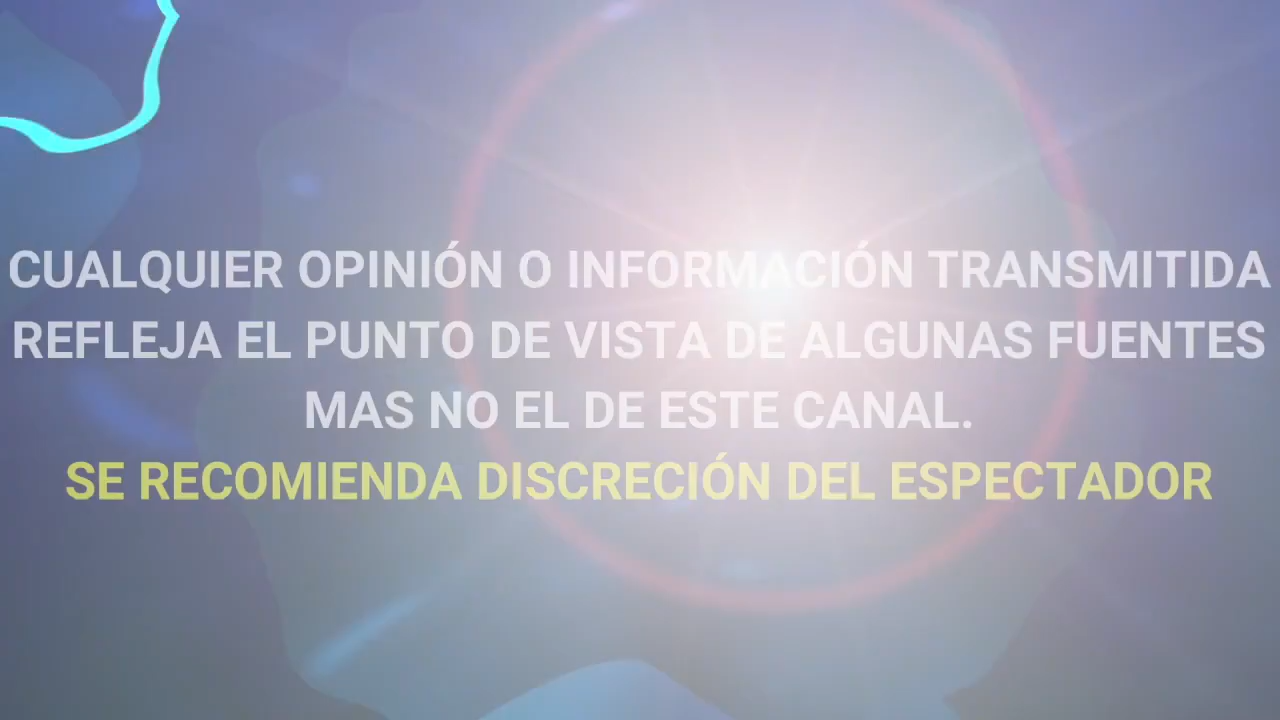 CUALQUIER OPINIÓN O INFORMACIÓN TRANSMITIDA
REFLEJA EL PUNTO DE VISTA DE ALGUNAS FUENTES
MAS NO EL DE ESTE CANAL.
SE RECOMIENDA DISCRECIÓN DEL ESPECTADOR